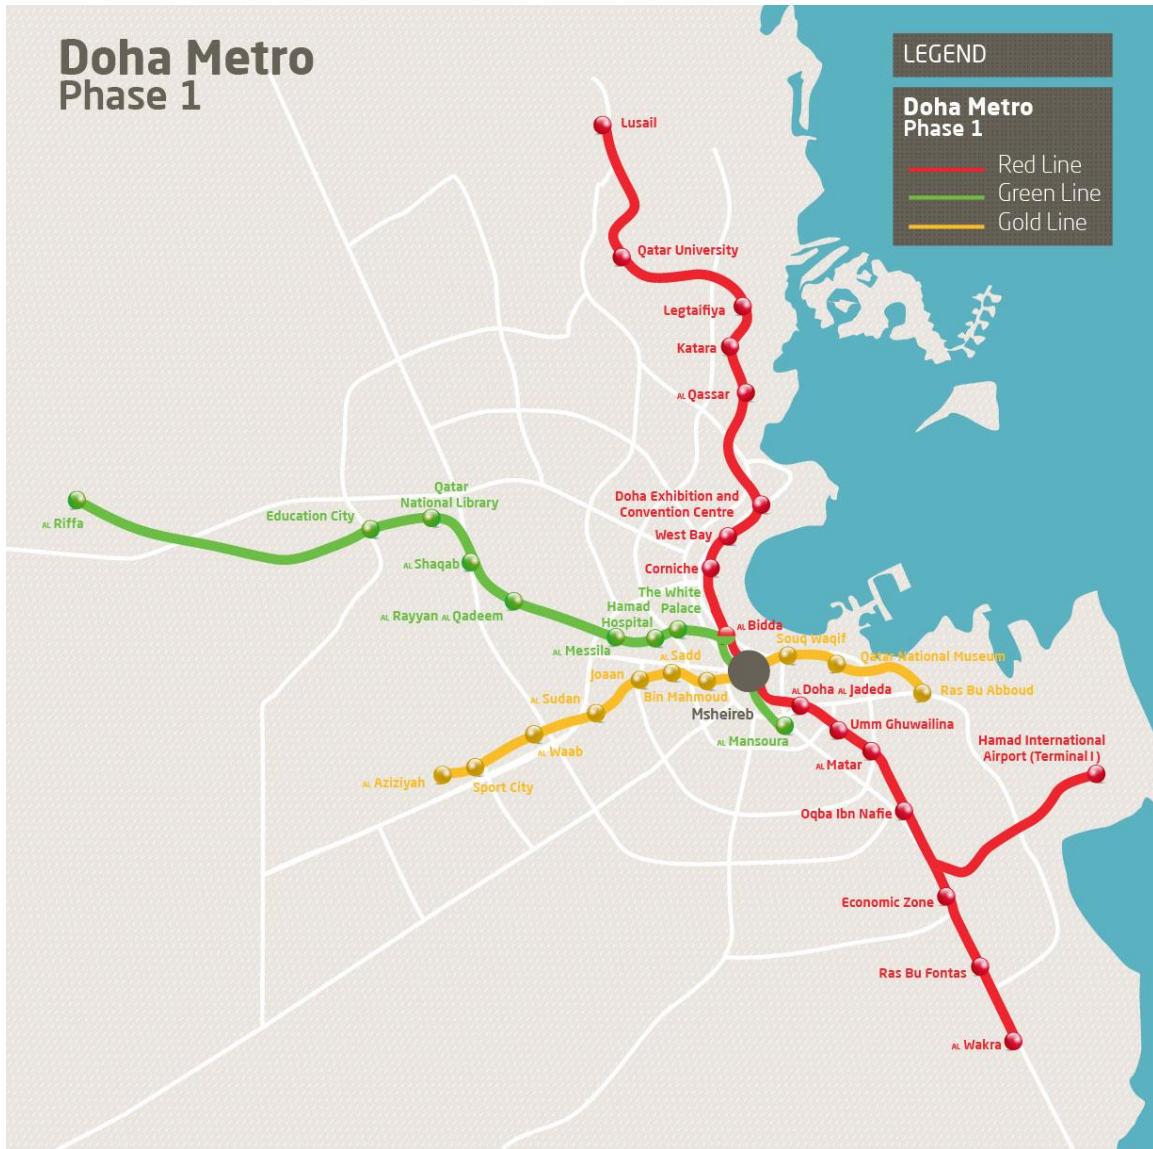 Doha Metro
Phase 1
LEGEND
Doha Metro
Phase 1
Red Line
Green Line
Gold Line
Lusail
Qatar University
Legtaifiya
Katara
AL Qassar
Doha Exhibition and
Convention Centre
West Bay
Corniche
AL Bidda
Qatar
National Library
Education City
AL Riffa
AL Shaqab
AL Rayyan AL Qadeem
The White
Palace
Hamad
Hospital
AL Messila
Souq Waqif
Qatar National Museum
Ras Bu Abboud
AL Sadd
Joaan
Bin Mahmoud
AL Sudan
AL Waab
AL Aziziyah
Sport City
Msheireb
AL Mansoura
AL Doha AL Jadeda
Umm Ghuwailina
AL Matar
Hamad International
Airport (Terminal I)
Oqba Ibn Nafie
Economic Zone
Ras Bu Fontas
AL Wakra